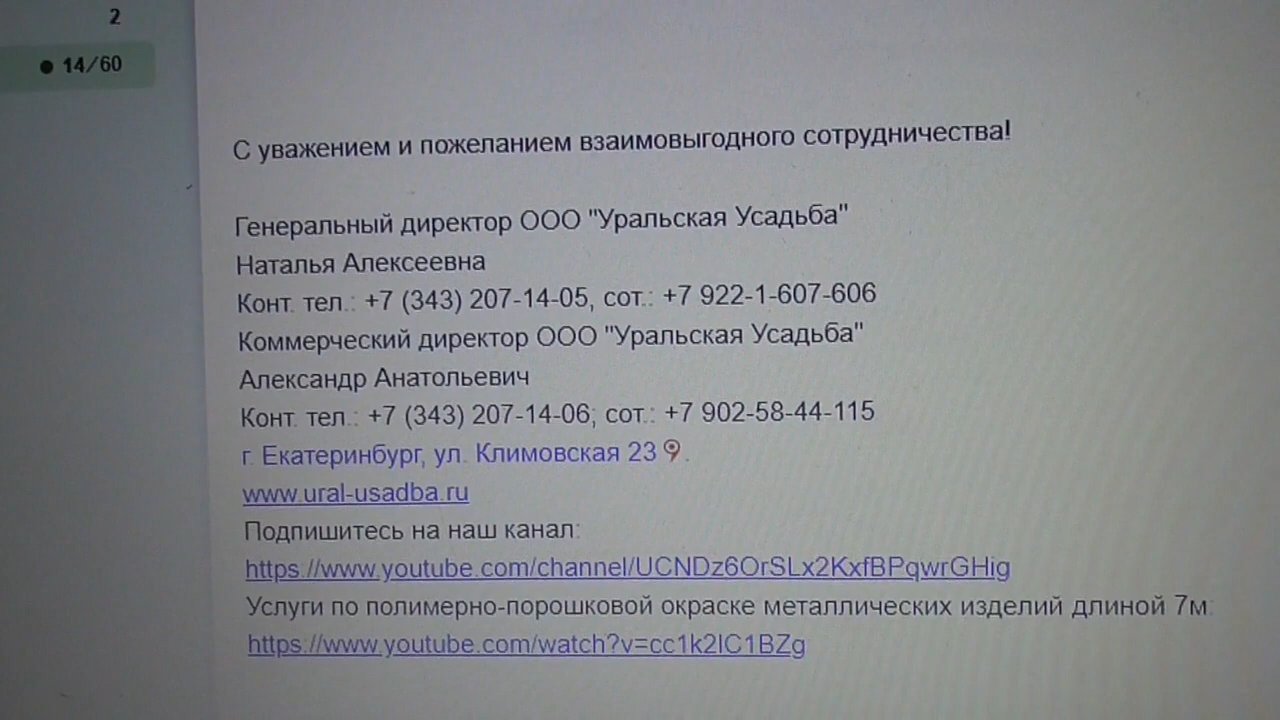 2
● 14/60
С уважением и пожеланием взаимовыгодного сотрудничества!
Генеральный директор ООО "Уральская Усадьба"
Наталья Алексеевна
Конт. тел.: +7 (343) 207-14-05, сот.: +7 922-1-607-606
Коммерческий директор ООО "Уральская Усадьба"
Александр Анатольевич
Конт. тел.: +7 (343) 207-14-06; сот.: +7 902-58-44-115
г. Екатеринбург, ул. Климовская 23.
www.ural-usadba.ru
Подпишитесь на наш канал:
https://www.youtube.com/channel/UCNDz6OrSLx2KxfBPqwrGHig
Услуги по полимерно-порошковой окраске металлических изделий длиной 7м:
https://www.youtube.com/watch?v=cc1k2lC1BZg